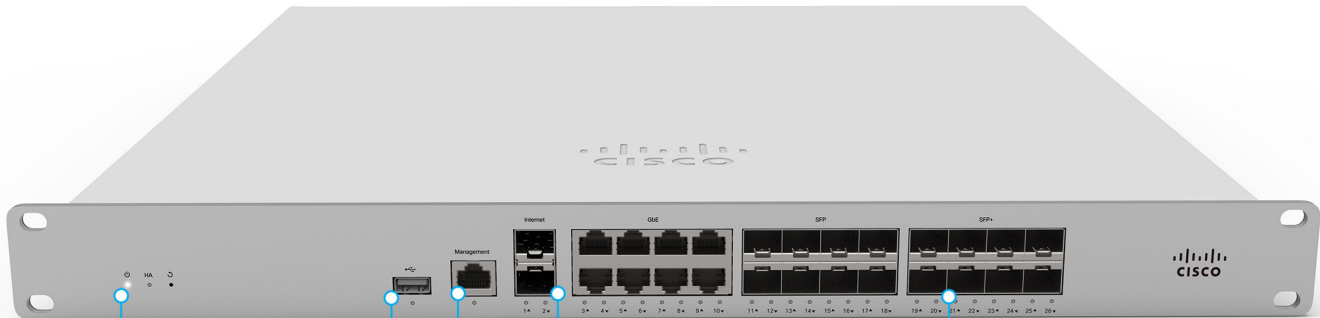 CISCO
Internet
GbE
SFP
SFP+
Management
HA
CISCO
1▲ 2▼ 3▲ 4▼ 5▲ 6▼ 7▲ 8▼ 9▲ 10▼ 11▲ 12▼ 13▲ 14▼ 15▲ 16▼ 17▲ 18▼ 19▲ 20▼ 21▲ 22▼ 23▲ 24▼ 25▲ 26▼